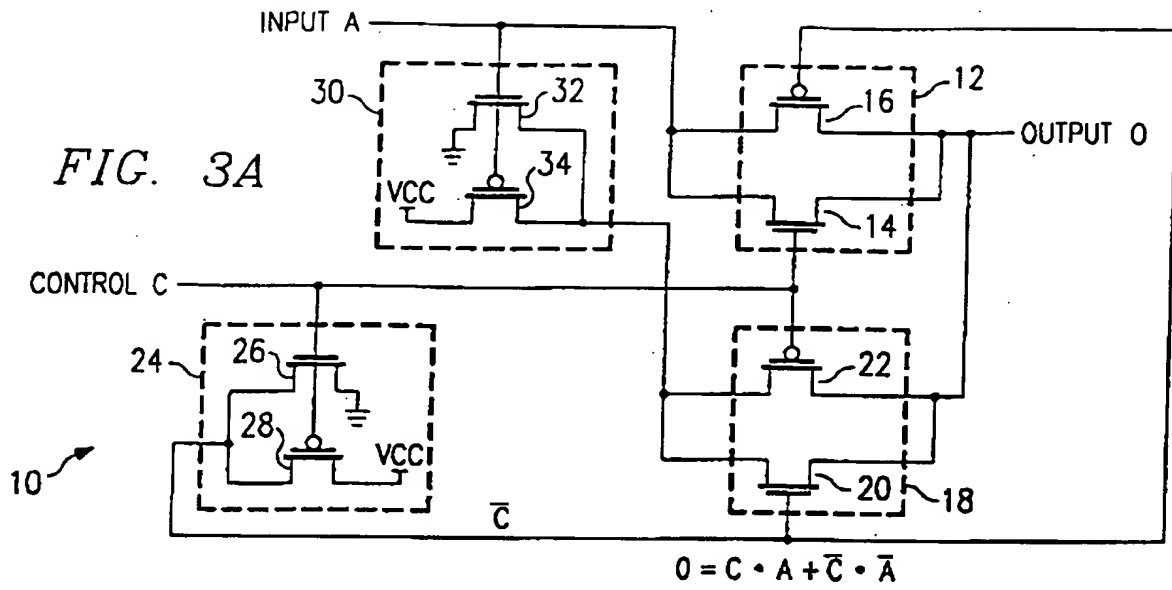 INPUT A
30
32
12
16
OUTPUT O
FIG. 3A
34
VCC
14
CONTROL C
24
26
22
28
VCC
10
20
18
C̅
O = C • A + C̅ • A̅